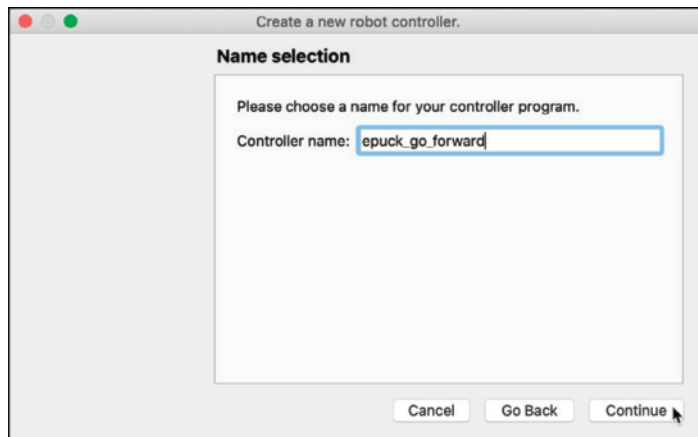 Create a new robot controller.
Name selection
Please choose a name for your controller program.
Controller name: epuck_go_forward
Cancel Go Back Continue